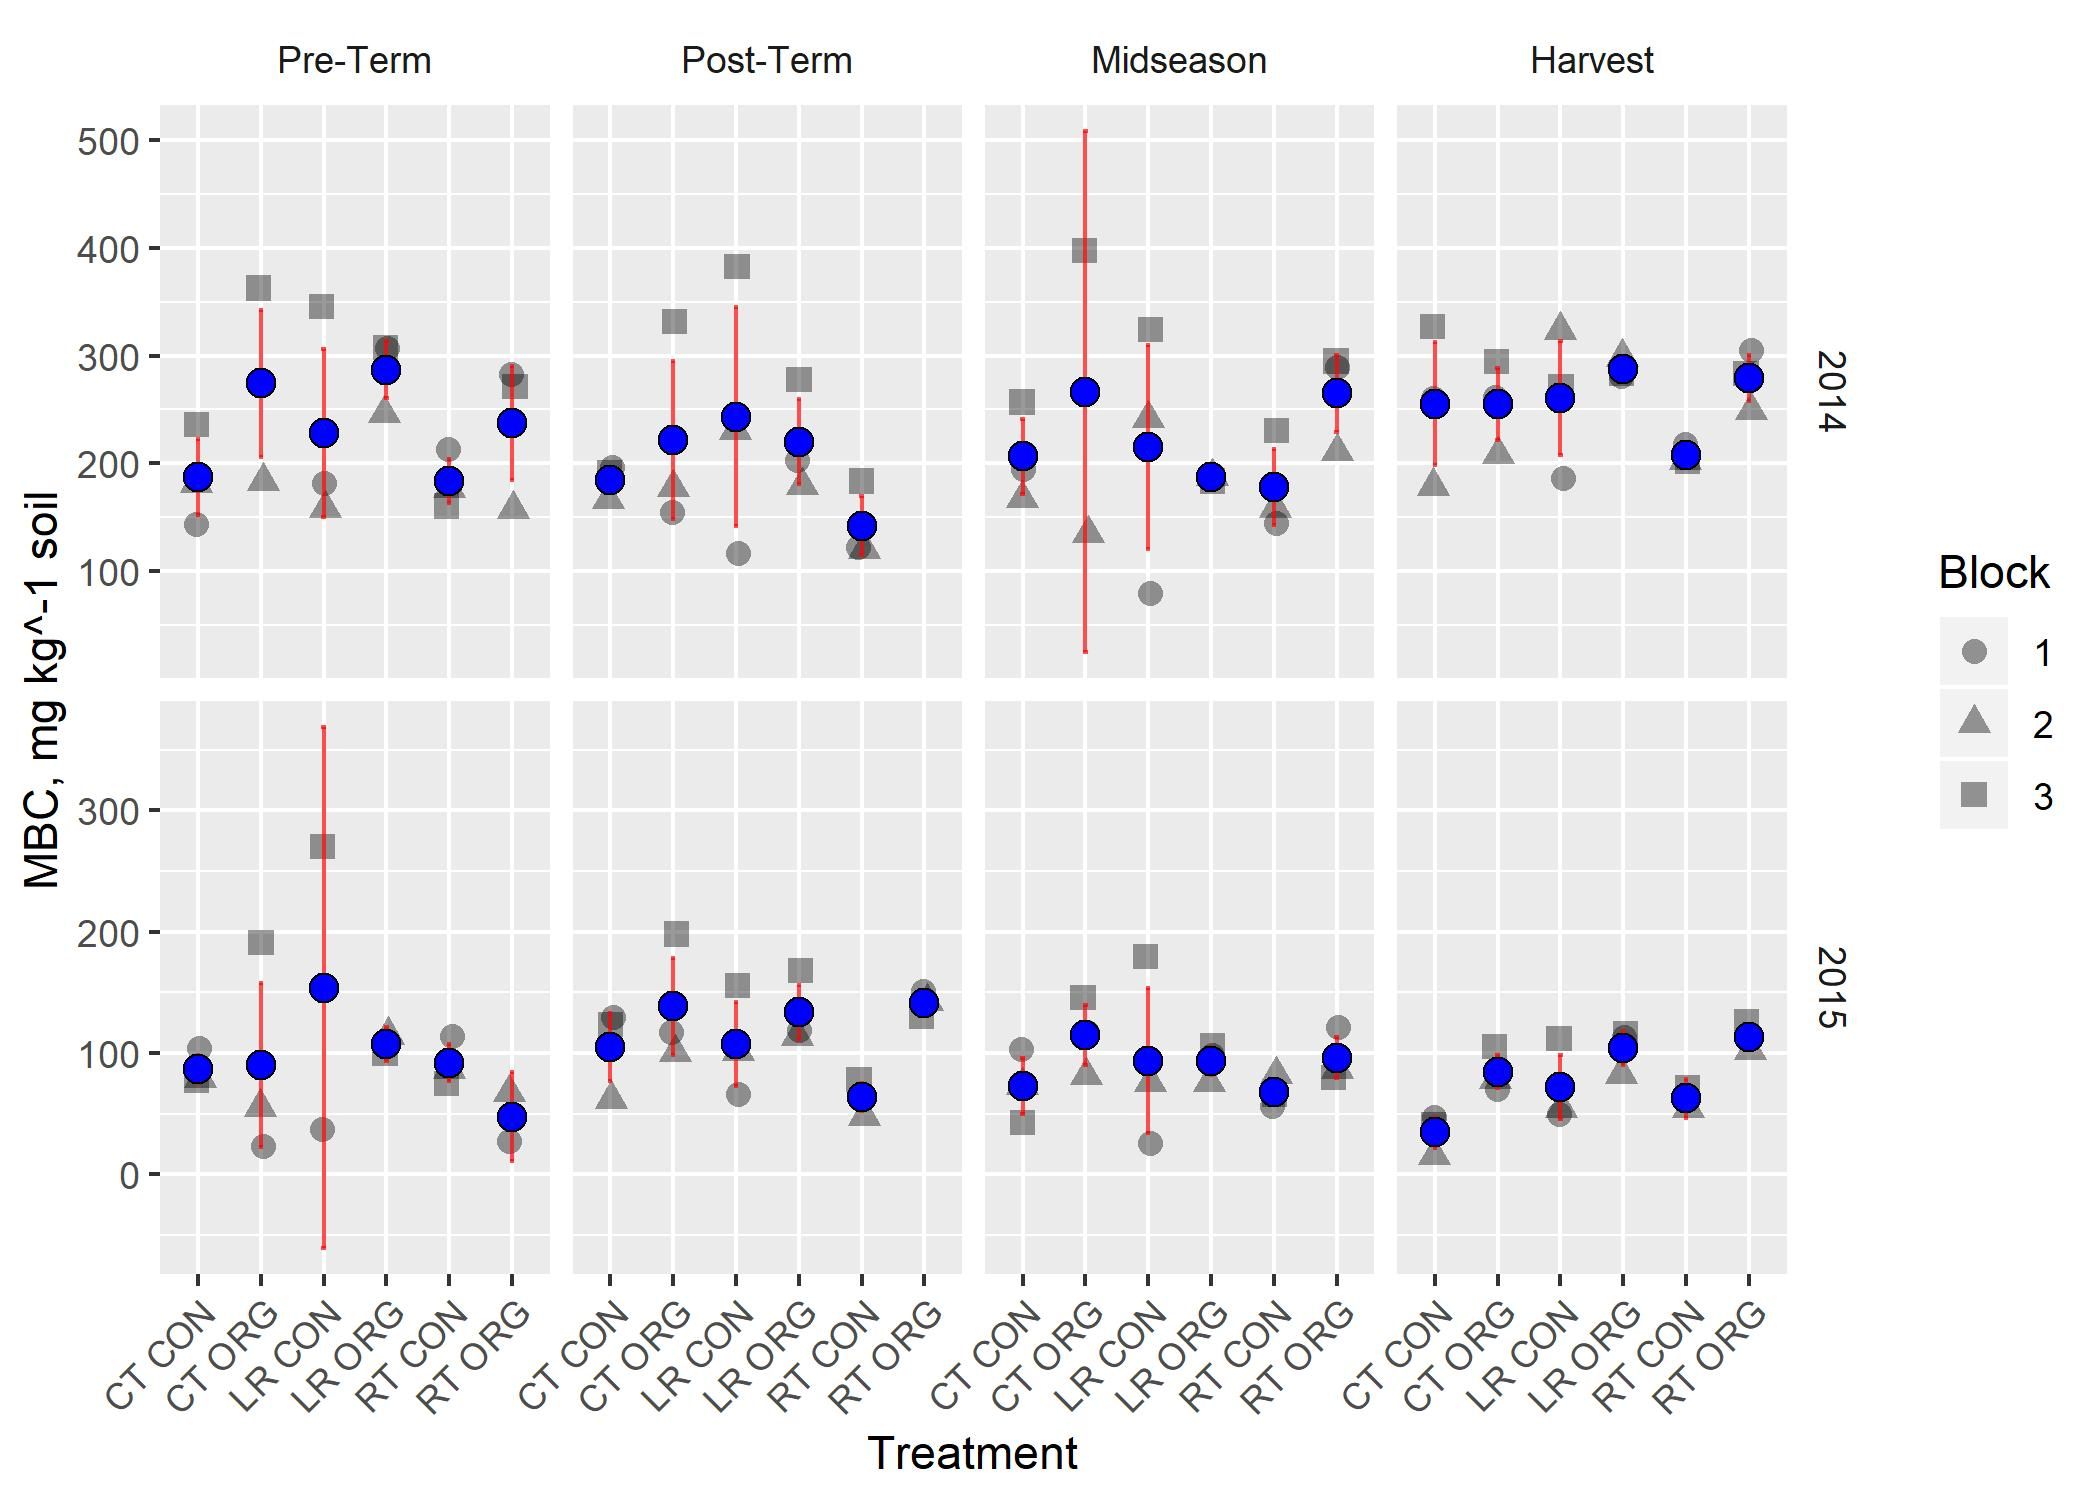 Pre-Term Post-Term Midseason Harvest
500
400
300
200
100
2014
300
200
100
0
2015
MBC, mg kg^-1 soil
CT CON CT ORG LR CON LR ORG RT CON RT ORG CT CON CT ORG LR CON LR ORG RT CON RT ORG CT CON CT ORG LR CON LR ORG RT CON RT ORG CT CON CT ORG LR CON LR ORG RT CON RT ORG
Treatment
Block
1
2
3